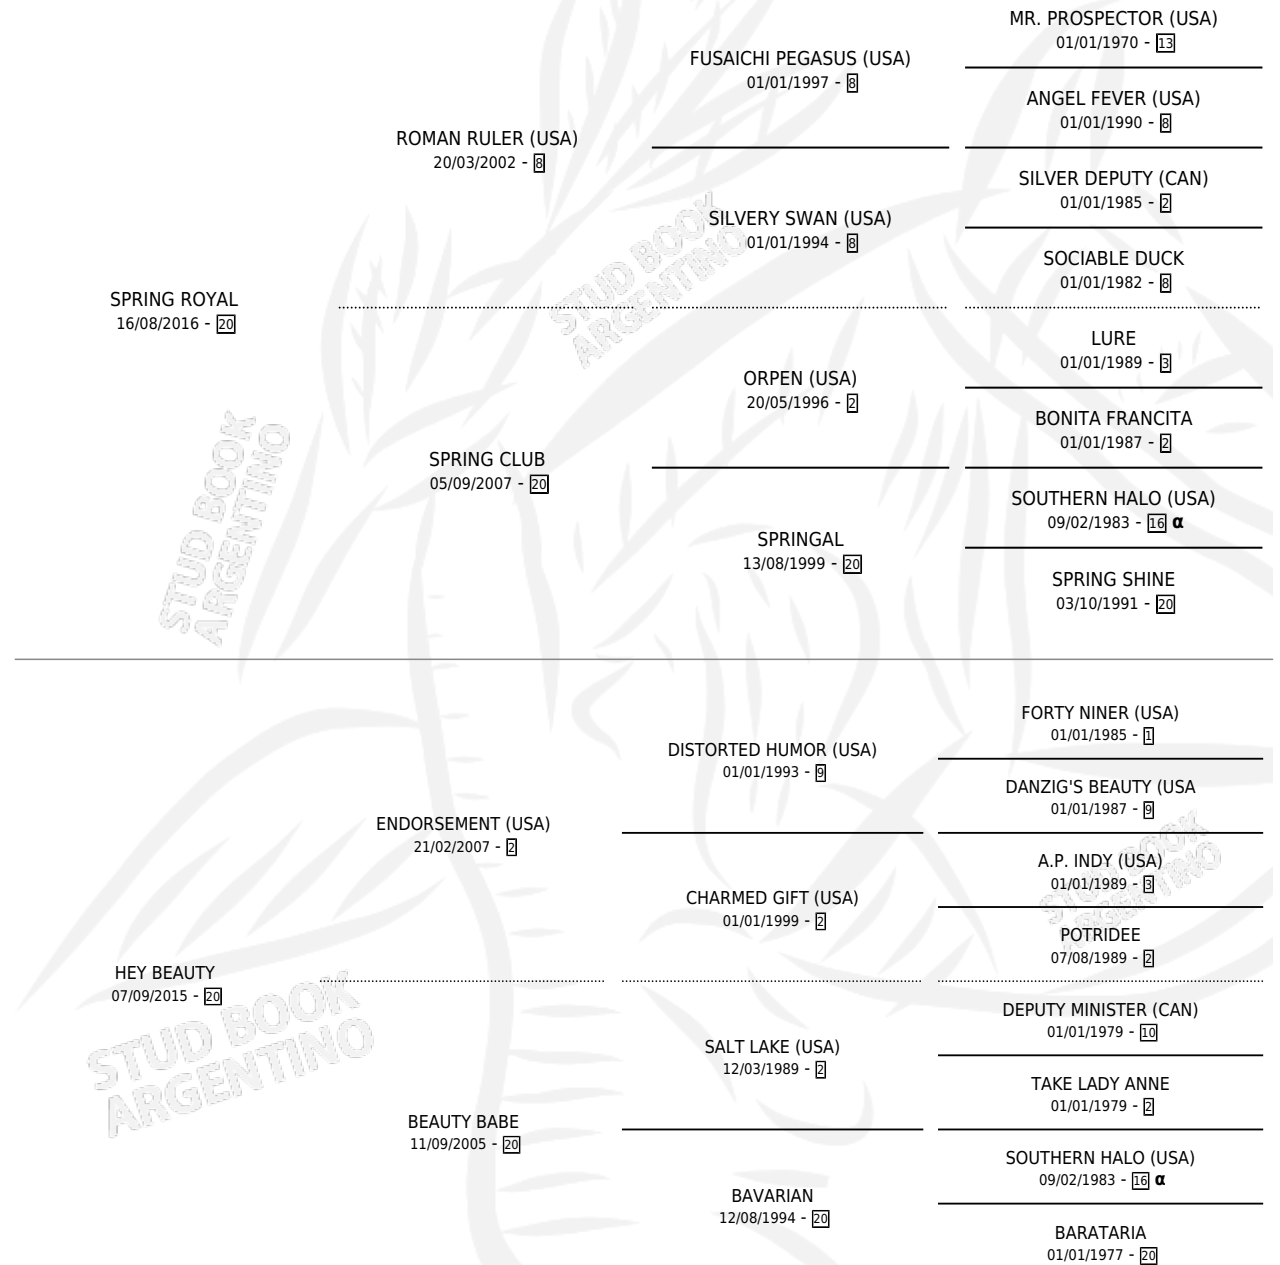 MR. PROSPECTOR (USA)
01/01/1970 - 13
FUSAICHI PEGASUS (USA)
01/01/1997 - 8
ANGEL FEVER (USA)
01/01/1990 - 8
ROMAN RULER (USA)
20/03/2002 - 8
SILVER DEPUTY (CAN)
01/01/1985 - 2
SILVERY SWAN (USA)
01/01/1994 - 8
SOCIABLE DUCK
01/01/1982 - 8
SPRING ROYAL
16/08/2016 - 20
LURE
01/01/1989 - 3
ORPEN (USA)
20/05/1996 - 2
BONITA FRANCITA
01/01/1987 - 2
SPRING CLUB
05/09/2007 - 20
SOUTHERN HALO (USA)
09/02/1983 - 16 α
SPRINGAL
13/08/1999 - 20
SPRING SHINE
03/10/1991 - 20
FORTY NINER (USA)
01/01/1985 - 1
DISTORTED HUMOR (USA)
01/01/1993 - 9
DANZIG'S BEAUTY (USA
01/01/1987 - 9
ENDORSEMENT (USA)
21/02/2007 - 2
A.P. INDY (USA)
01/01/1989 - 3
CHARMED GIFT (USA)
01/01/1999 - 2
POTRIDEE
07/08/1989 - 2
HEY BEAUTY
07/09/2015 - 20
DEPUTY MINISTER (CAN)
01/01/1979 - 10
SALT LAKE (USA)
12/03/1989 - 2
TAKE LADY ANNE
01/01/1979 - 2
BEAUTY BABE
11/09/2005 - 20
SOUTHERN HALO (USA)
09/02/1983 - 16 α
BAVARIAN
12/08/1994 - 20
BARATARIA
01/01/1977 - 20
STUD BOOK
ARGENTINO
STUD BOOK
ARGENTINO
STUD BOOK
ARGENTINO
STUD BOOK
ARGENTINO